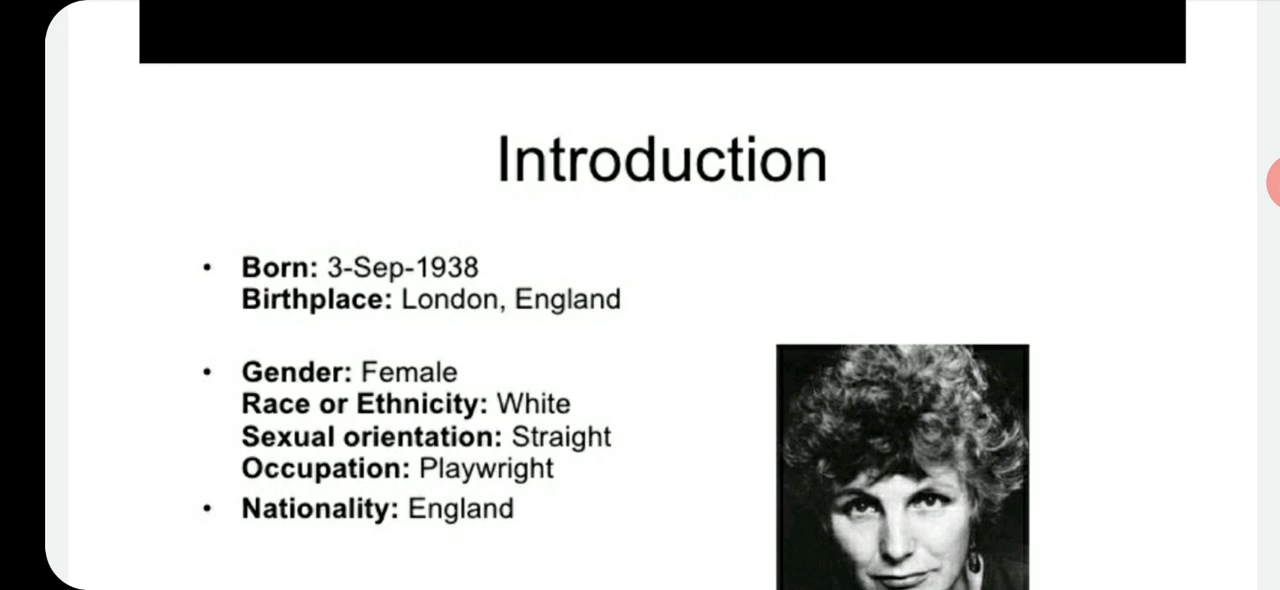 Introduction
• Born: 3-Sep-1938
Birthplace: London, England
• Gender: Female
Race or Ethnicity: White
Sexual orientation: Straight
Occupation: Playwright
• Nationality: England